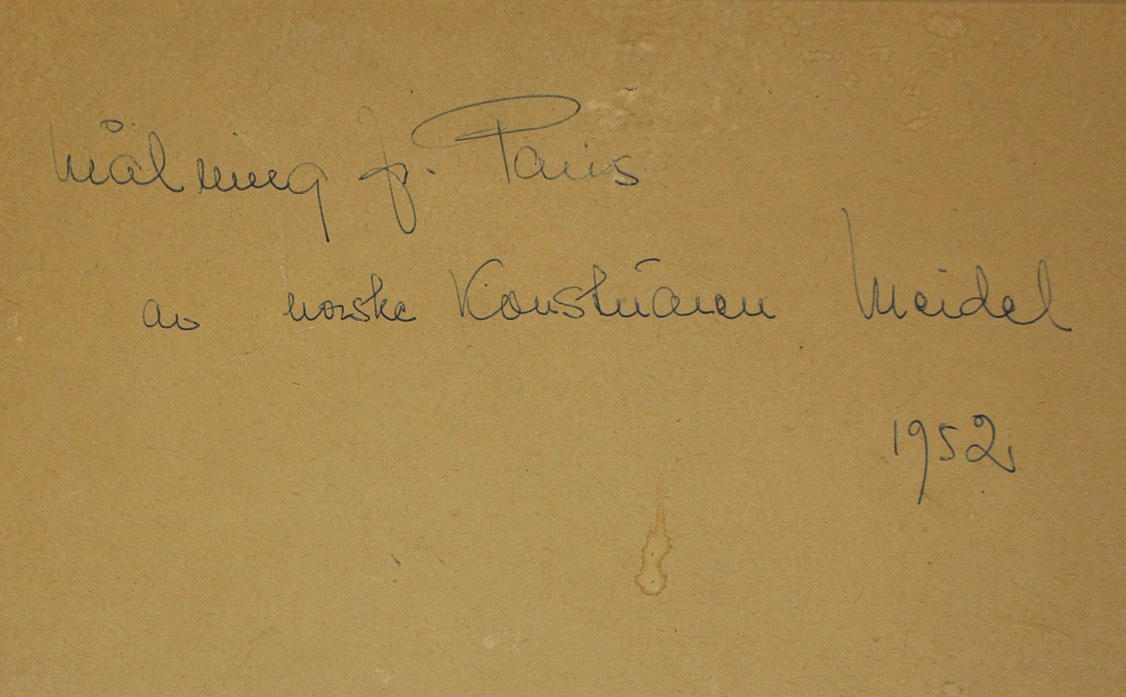 Målning fr. Paris
av norske Konstnären Meidel
1952.